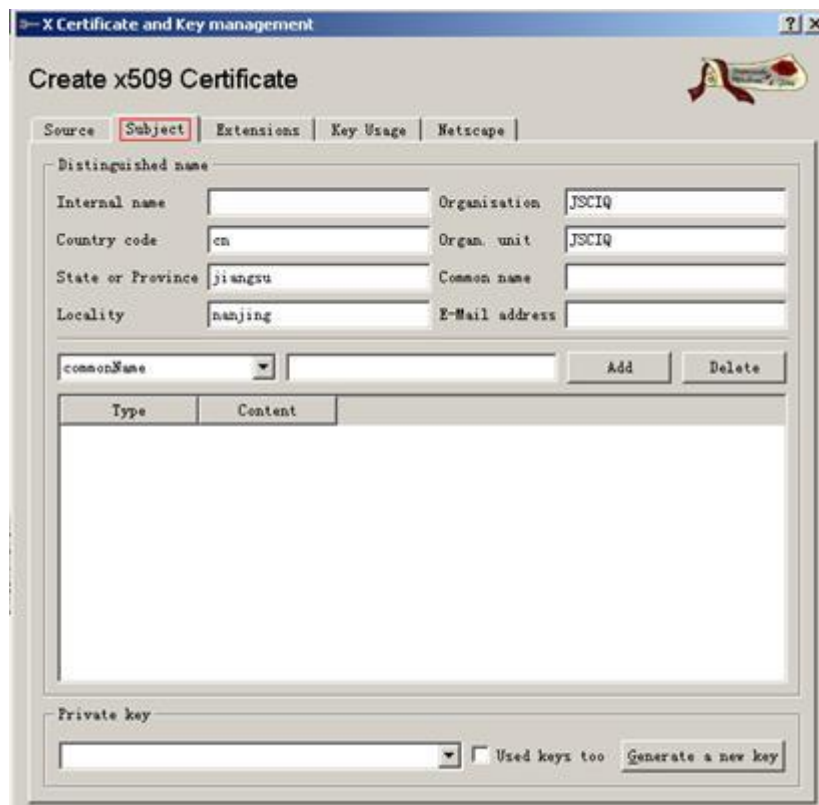 X Certificate and Key management
Create x509 Certificate
Source Subject Extensions Key Usage Netscape
Distinguished name
Internal name Organisation JSCIQ
Country code cn Organ. unit JSCIQ
State or Province jiangsu Common name
Locality nanjing E-Mail address
commonName Add Delete
Type Content
Private key
Used keys too Generate a new key